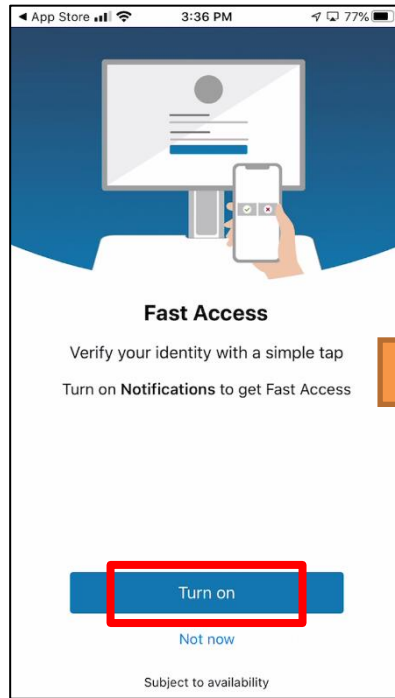 App Store 3:36 PM 77%
Fast Access
Verify your identity with a simple tap
Turn on Notifications to get Fast Access
Turn on
Not now
Subject to availability